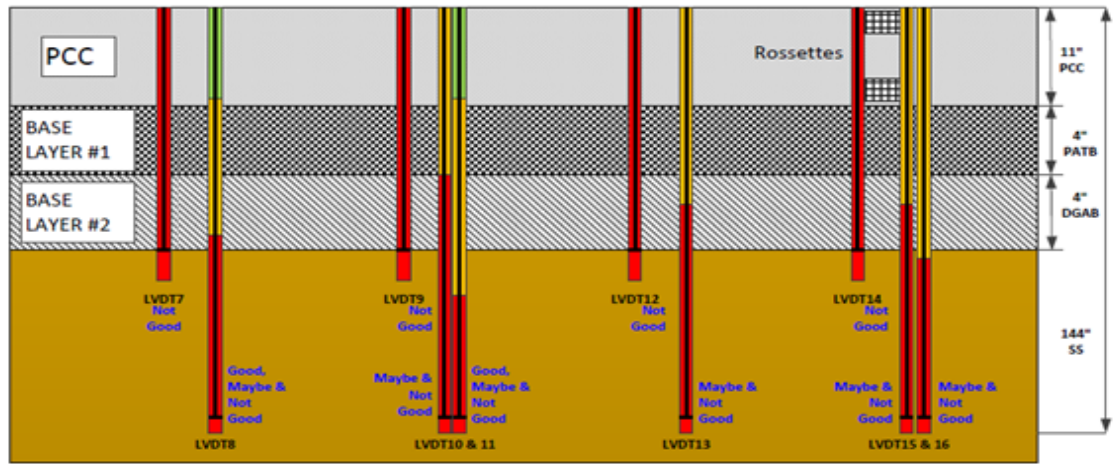 PCC
Rossettes
11"
PCC
BASE
LAYER #1
4"
PATB
BASE
LAYER #2
4"
DGAB
LVDT7
Not
Good
LVDT9
Not
Good
LVDT12
Not
Good
LVDT14
Not
Good
144"
SS
Good,
Maybe &
Not
Good
LVDT8
Maybe &
Not
Good
Good,
Maybe &
Not
Good
LVDT10 & 11
Maybe &
Not
Good
LVDT13
Maybe &
Not
Good
Maybe &
Not
Good
LVDT15 & 16